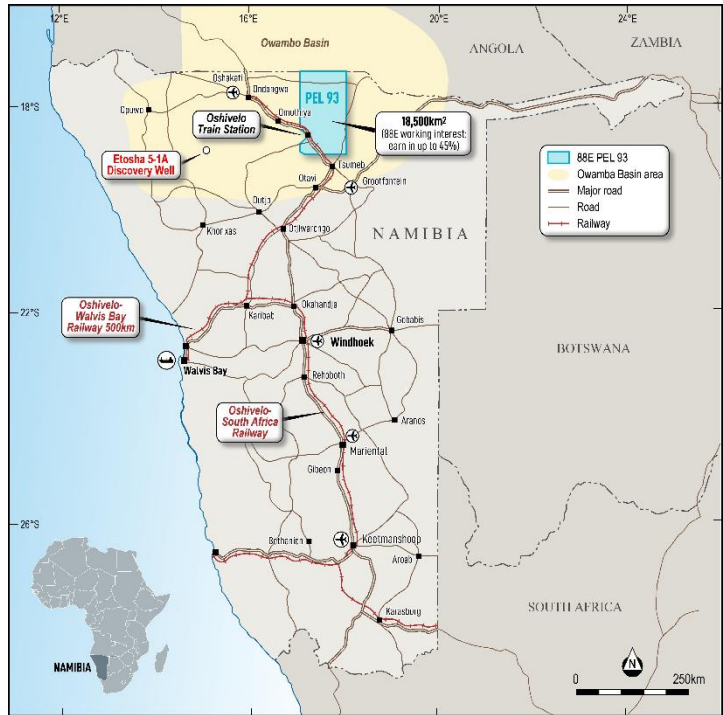 12°E
16°E
20°E
24°E
Owambo Basin
ANGOLA
ZAMBIA
Oshakati
Ondangwa
18°S
Opuwo
Omuthiya
PEL 93
Oshivelo
Train Station
18,500km²
(88E working interest:
earn in up to 45%)
Etosha 5-1A
Discovery Well
Tsumeb
Otavi
Grootfontein
88E PEL 93
Owambo Basin area
Major road
Road
Railway
Outjo
Khorixas
Otjiwarongo
NAMIBIA
22°S
Oshivelo-
Walvis Bay
Railway 500km
Karibib
Okahandja
Gobabis
Windhoek
BOTSWANA
Walvis Bay
Rehoboth
Oshivelo-
South Africa
Railway
Aranos
Mariental
Gibeon
26°S
Bethanien
Keetmanshoop
Aroab
Karasburg
SOUTH AFRICA
NAMIBIA
N
0
250km